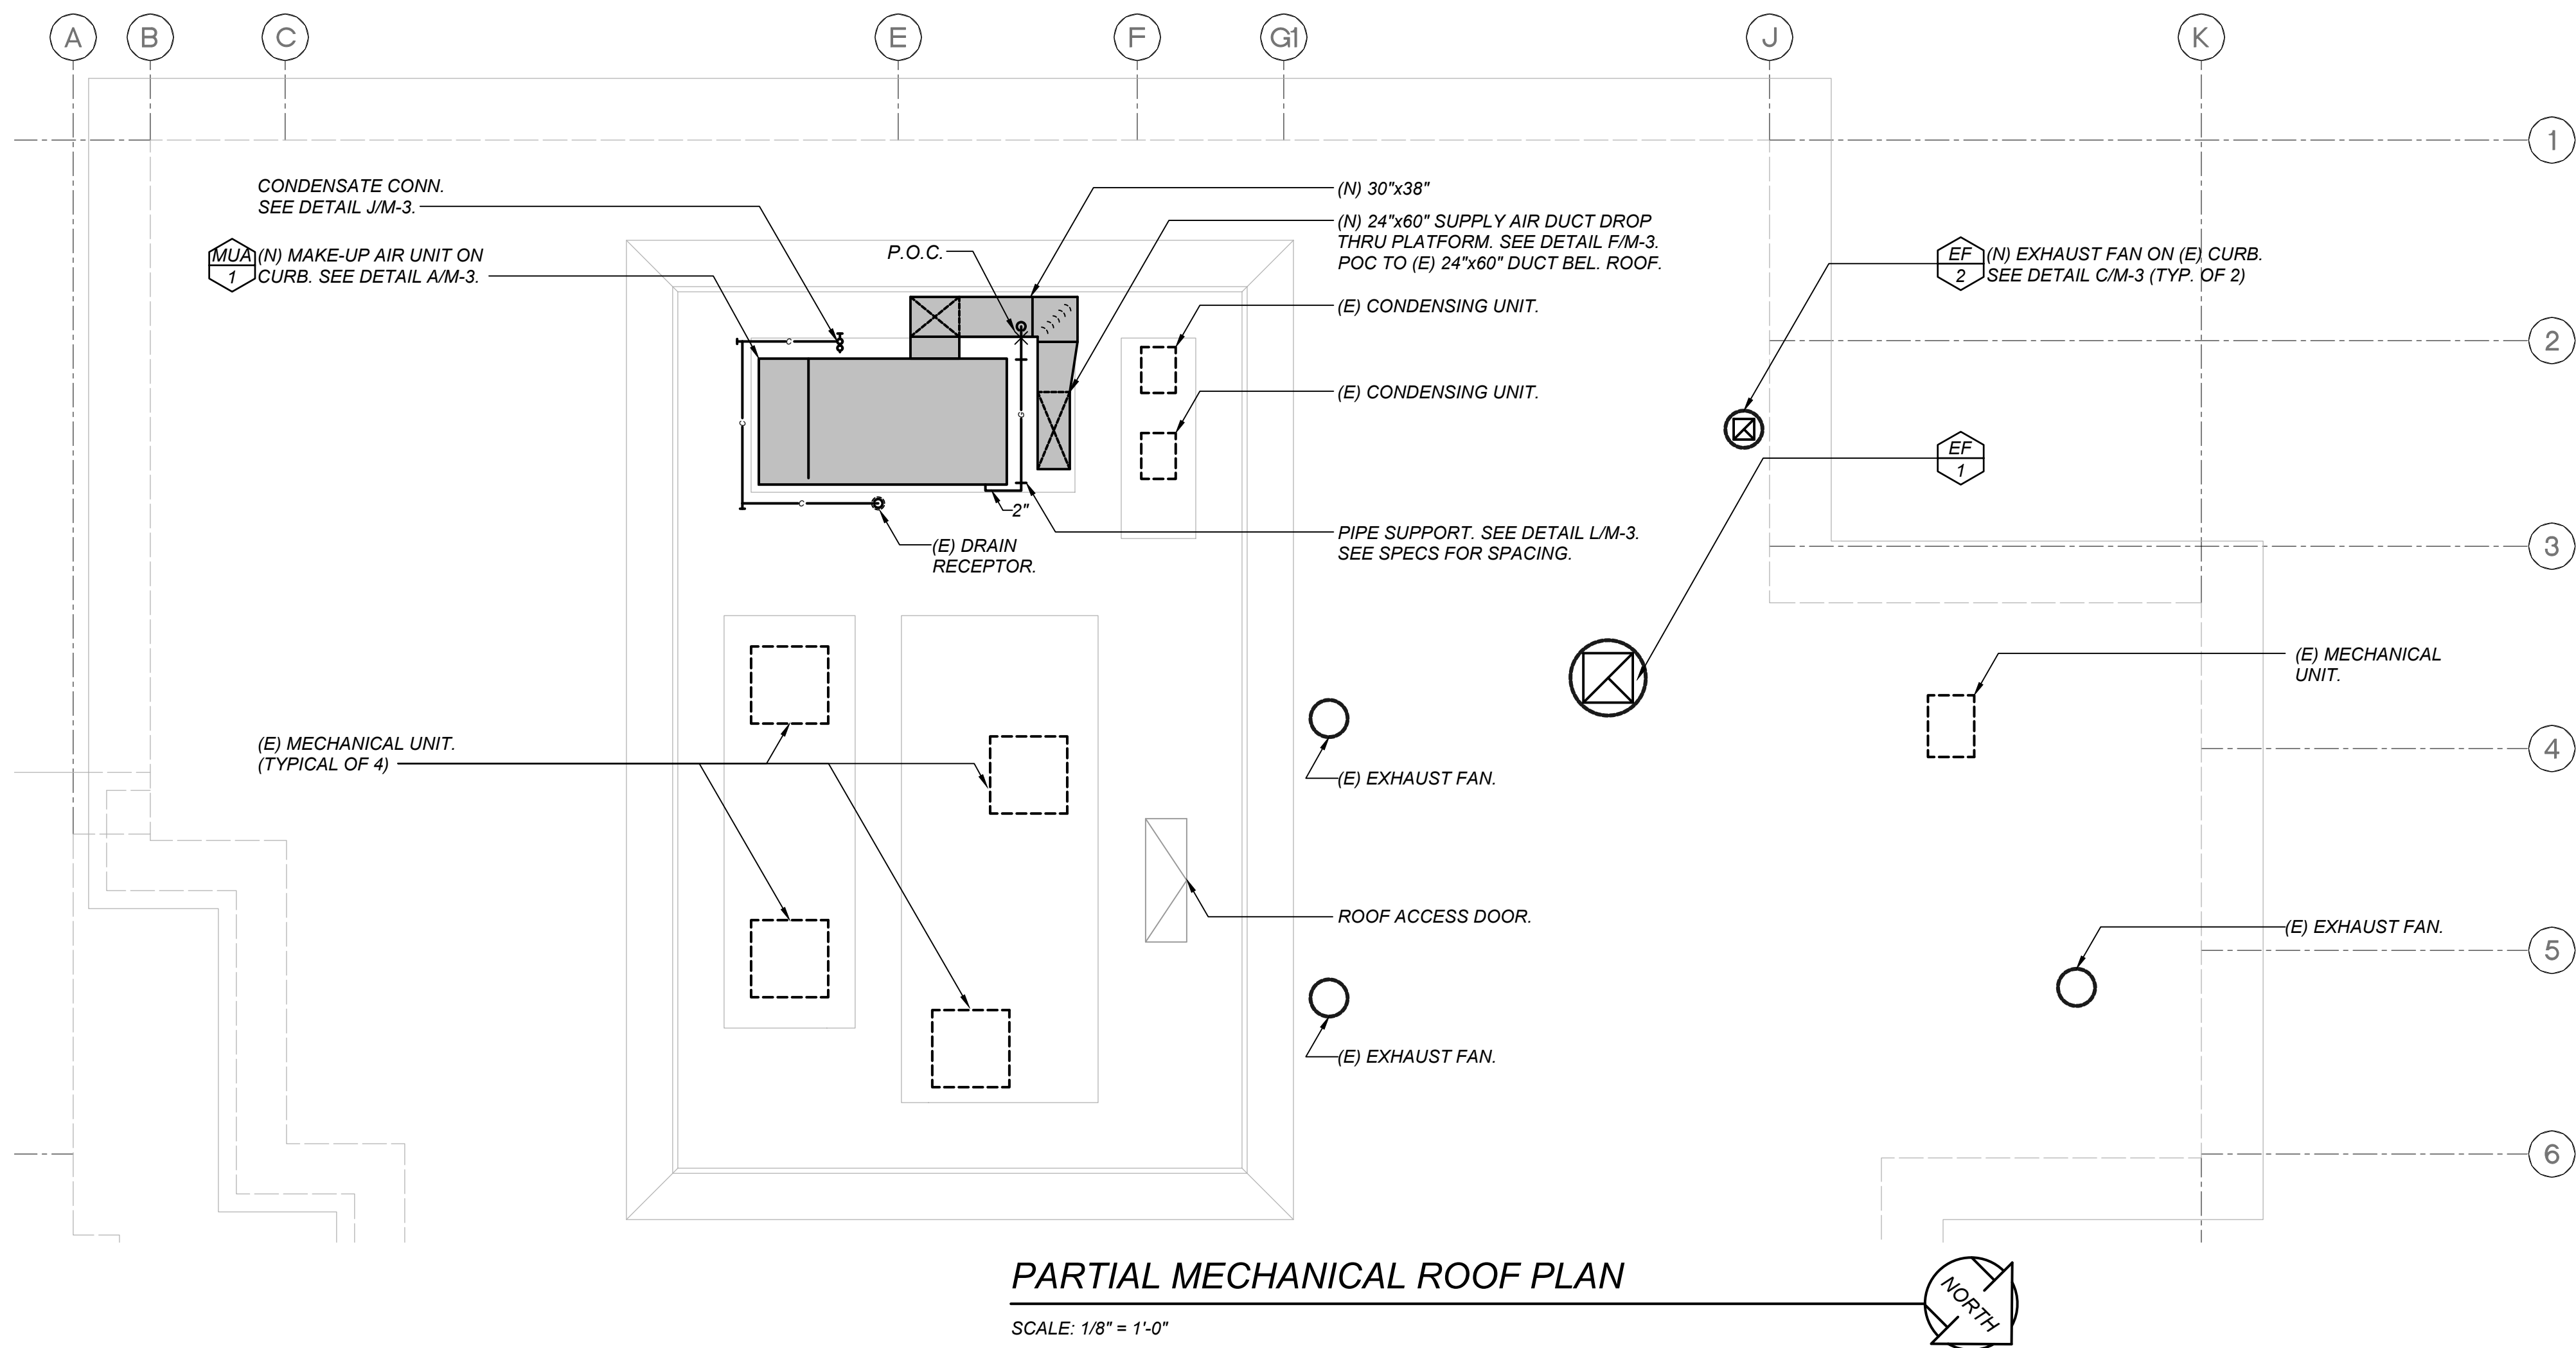 A
B
C
E
F
G1
J
K
1
2
3
4
5
6
CONDENSATE CONN.
SEE DETAIL J/M-3.
MUA
1
(N) MAKE-UP AIR UNIT ON
CURB. SEE DETAIL A/M-3.
P.O.C.
(N) 30"x38"
(N) 24"x60" SUPPLY AIR DUCT DROP
THRU PLATFORM. SEE DETAIL F/M-3.
POC TO (E) 24"x60" DUCT BEL. ROOF.
(E) CONDENSING UNIT.
(E) CONDENSING UNIT.
EF
2
(N) EXHAUST FAN ON (E) CURB.
SEE DETAIL C/M-3 (TYP. OF 2)
EF
1
C
C
C
G
2"
(E) DRAIN
RECEPTOR.
PIPE SUPPORT. SEE DETAIL L/M-3.
SEE SPECS FOR SPACING.
(E) MECHANICAL
UNIT.
(E) MECHANICAL UNIT.
(TYPICAL OF 4)
(E) EXHAUST FAN.
ROOF ACCESS DOOR.
(E) EXHAUST FAN.
(E) EXHAUST FAN.
PARTIAL MECHANICAL ROOF PLAN
SCALE: 1/8" = 1'-0"
NORTH